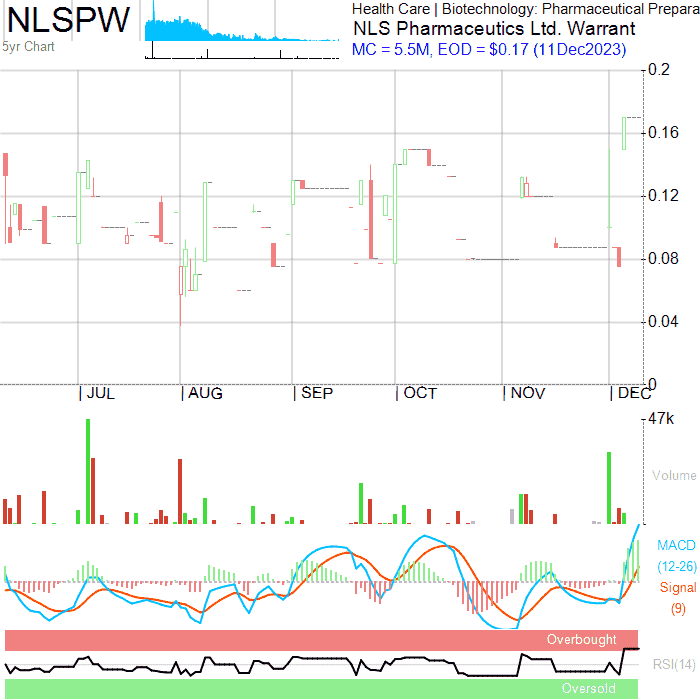 NLSPW
5yr Chart
Health Care | Biotechnology: Pharmaceutical Prepara
NLS Pharmaceutics Ltd. Warrant
MC = 5.5M, EOD = $0.17 (11Dec2023)
0.2
0.16
0.12
0.08
0.04
0
JUL AUG SEP OCT NOV DEC
47k
Volume
MACD
(12-26)
Signal
(9)
Overbought
RSI(14)
Oversold